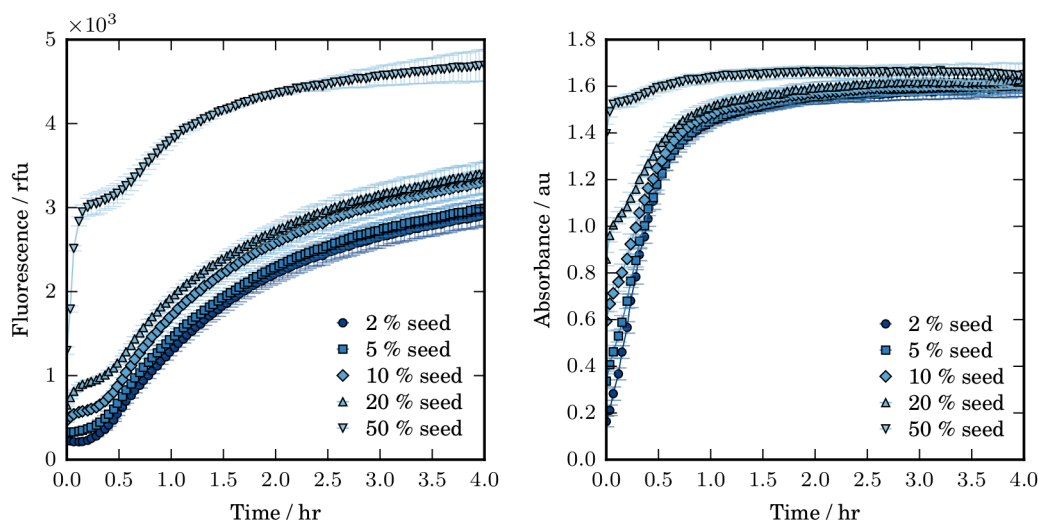 ×10³
5
4
3
2
1
0
Fluorescence / rfu
0.0 0.5 1.0 1.5 2.0 2.5 3.0 3.5 4.0
Time / hr
2 % seed
5 % seed
10 % seed
20 % seed
50 % seed
1.8
1.6
1.4
1.2
1.0
0.8
0.6
0.4
0.2
0.0
Absorbance / au
0.0 0.5 1.0 1.5 2.0 2.5 3.0 3.5 4.0
Time / hr
2 % seed
5 % seed
10 % seed
20 % seed
50 % seed